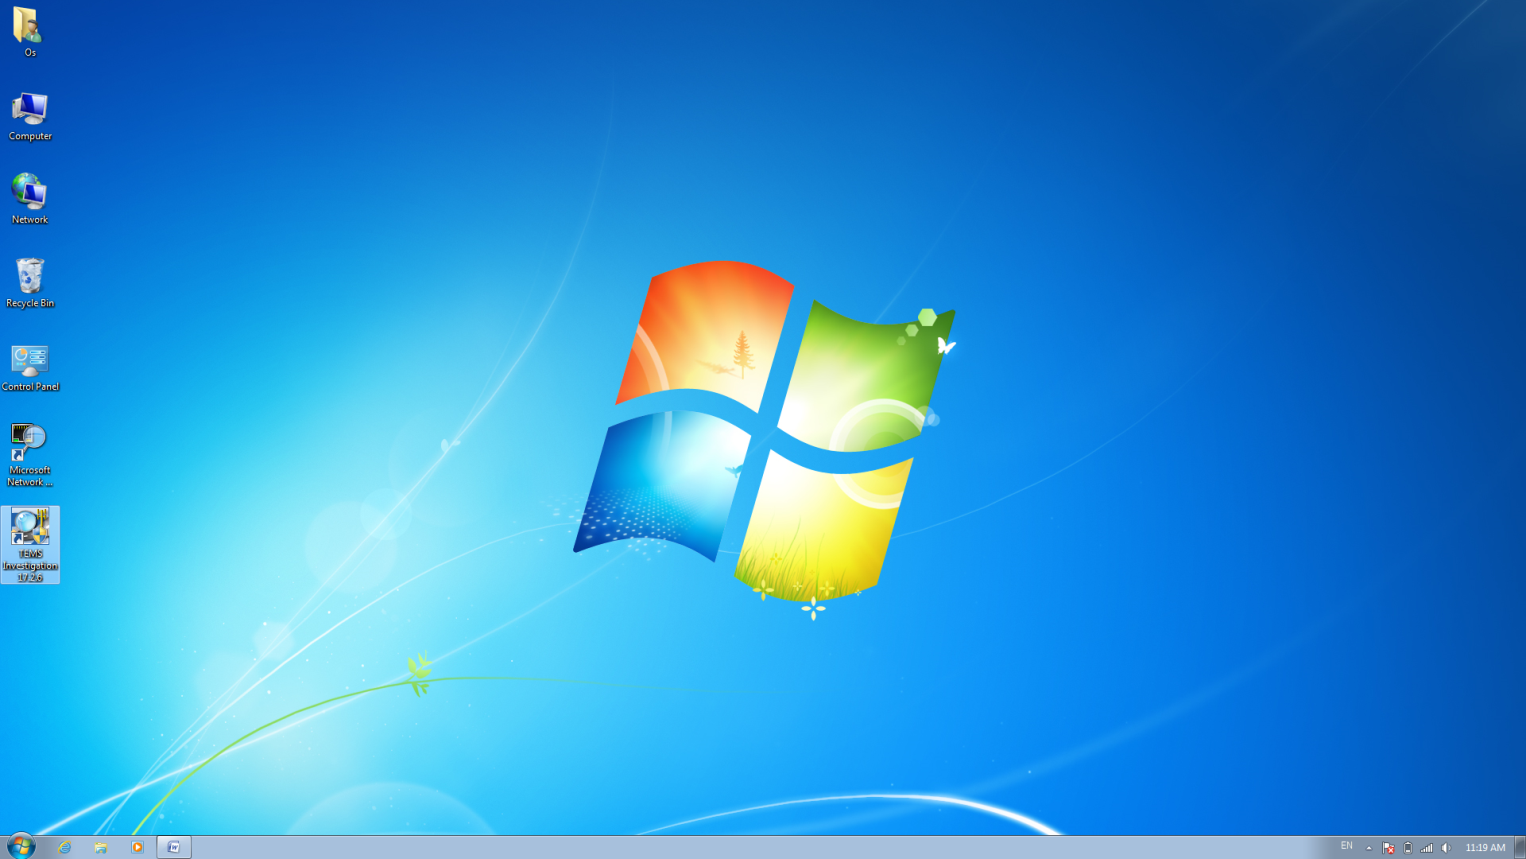 Os
Computer
Network
Recycle Bin
Control Panel
Microsoft
Network ...
TEMS
Investigation
17.2.6
EN
11:19 AM